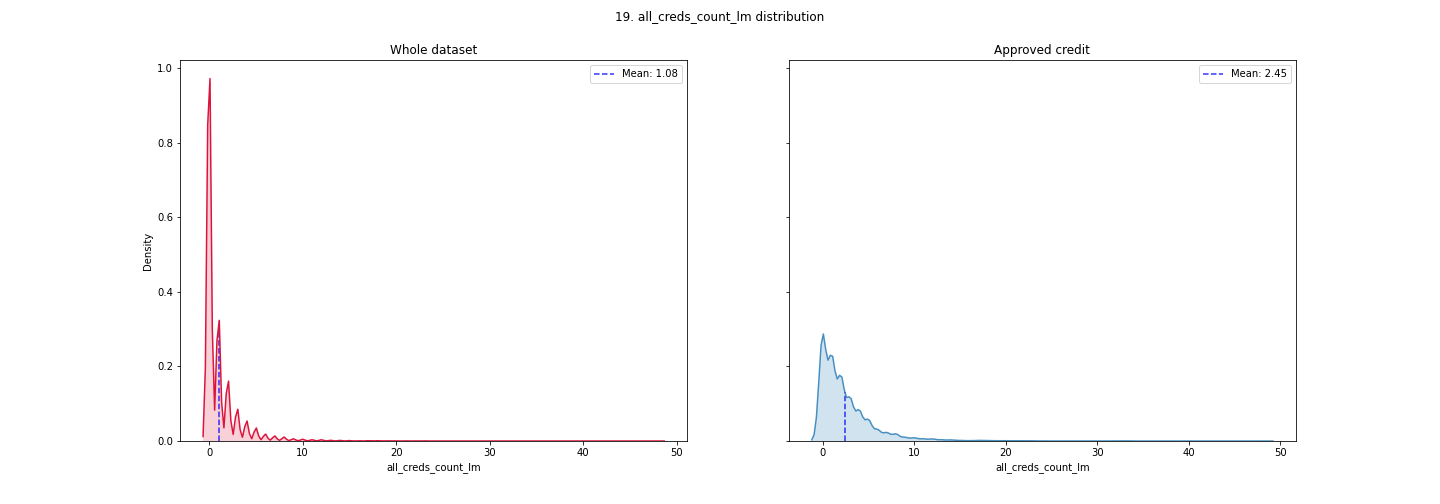 19. all_creds_count_lm distribution
Whole dataset
Mean: 1.08
1.0
0.8
0.6
0.4
0.2
0.0
Density
0 10 20 30 40 50
all_creds_count_lm
Approved credit
Mean: 2.45
0 10 20 30 40 50
all_creds_count_lm